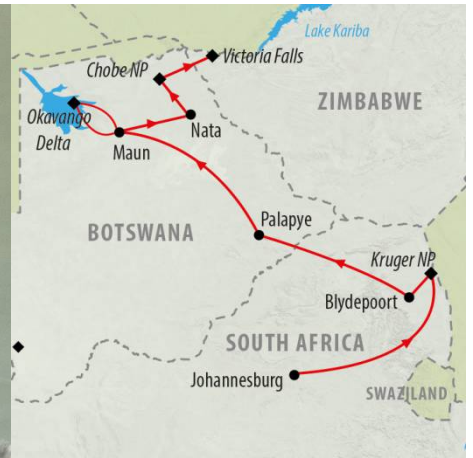 Lake Kariba
Victoria Falls
Chobe NP
ZIMBABWE
Okavango
Delta
Nata
Maun
Palapye
BOTSWANA
Kruger NP
Blydepoort
SOUTH AFRICA
Johannesburg
SWAZILAND